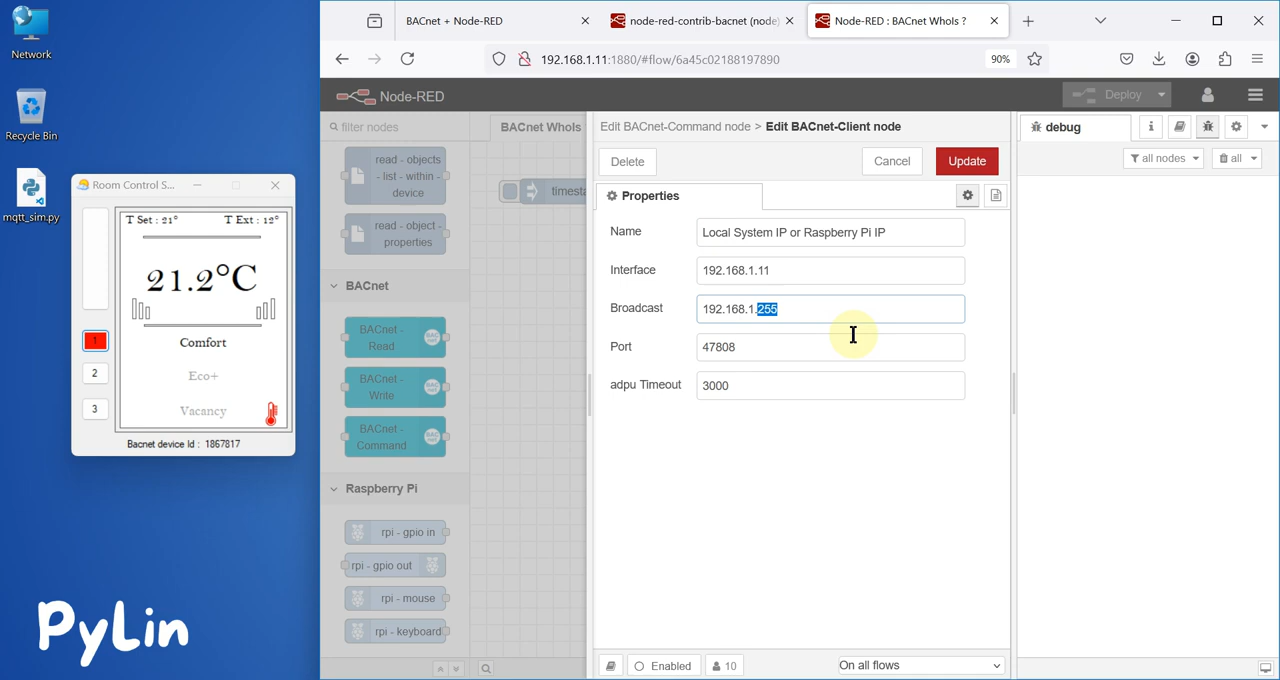 Network
Recycle Bin
mqtt_sim.py
Room Control S...
T Set : 21° T Ext : 12°
21.2°C
1
2
3
Comfort
Eco+
Vacancy
Bacnet device Id : 1867817
PyLin
BACnet + Node-RED
node-red-contrib-bacnet (node)
Node-RED : BACnet WhoIs ?
192.168.1.11:1880/#flow/6a45c02188197890
90%
Node-RED
Deploy
filter nodes
BACnet WhoIs
read - objects
- list - within -
device
read - object -
properties
timesta
BACnet
BACnet -
Read
BACnet -
Write
BACnet -
Command
Raspberry Pi
rpi - gpio in
rpi - gpio out
rpi - mouse
rpi - keyboard
Edit BACnet-Command node > Edit BACnet-Client node
Delete Cancel Update
Properties
Name Local System IP or Raspberry Pi IP
Interface 192.168.1.11
Broadcast 192.168.1.255
Port 47808
adpu Timeout 3000
Enabled 10 On all flows
debug
all nodes all